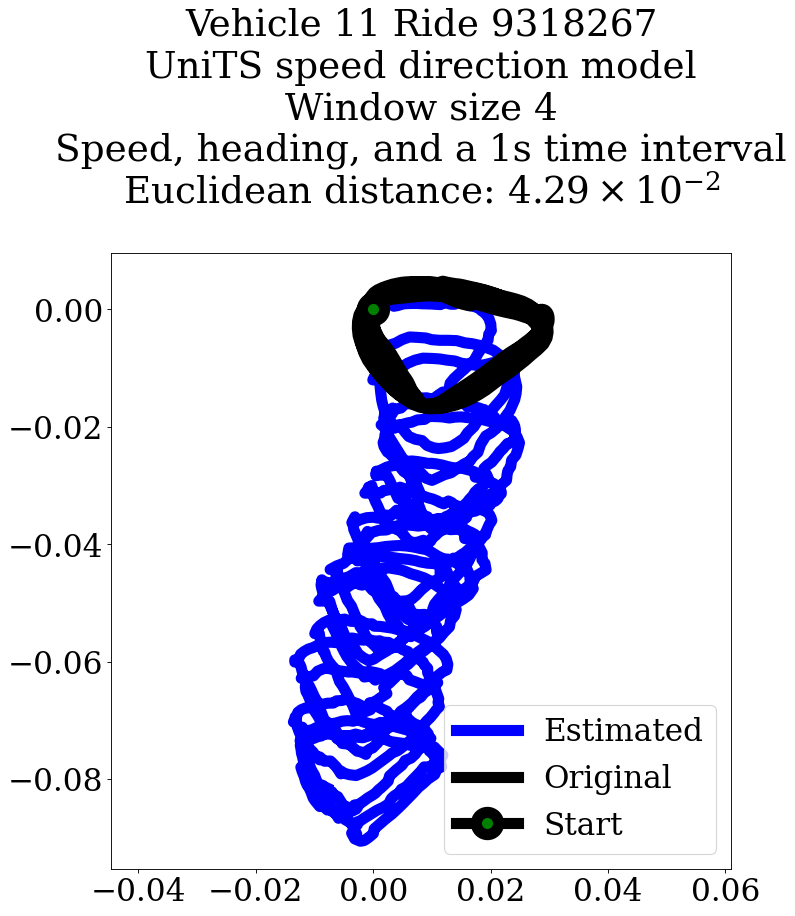 Vehicle 11 Ride 9318267
UniTS speed direction model
Window size 4
Speed, heading, and a 1s time interval
Euclidean distance: 4.29 × 10⁻²
0.00
−0.02
−0.04
−0.06
−0.08
Estimated
Original
Start
−0.04 −0.02 0.00 0.02 0.04 0.06